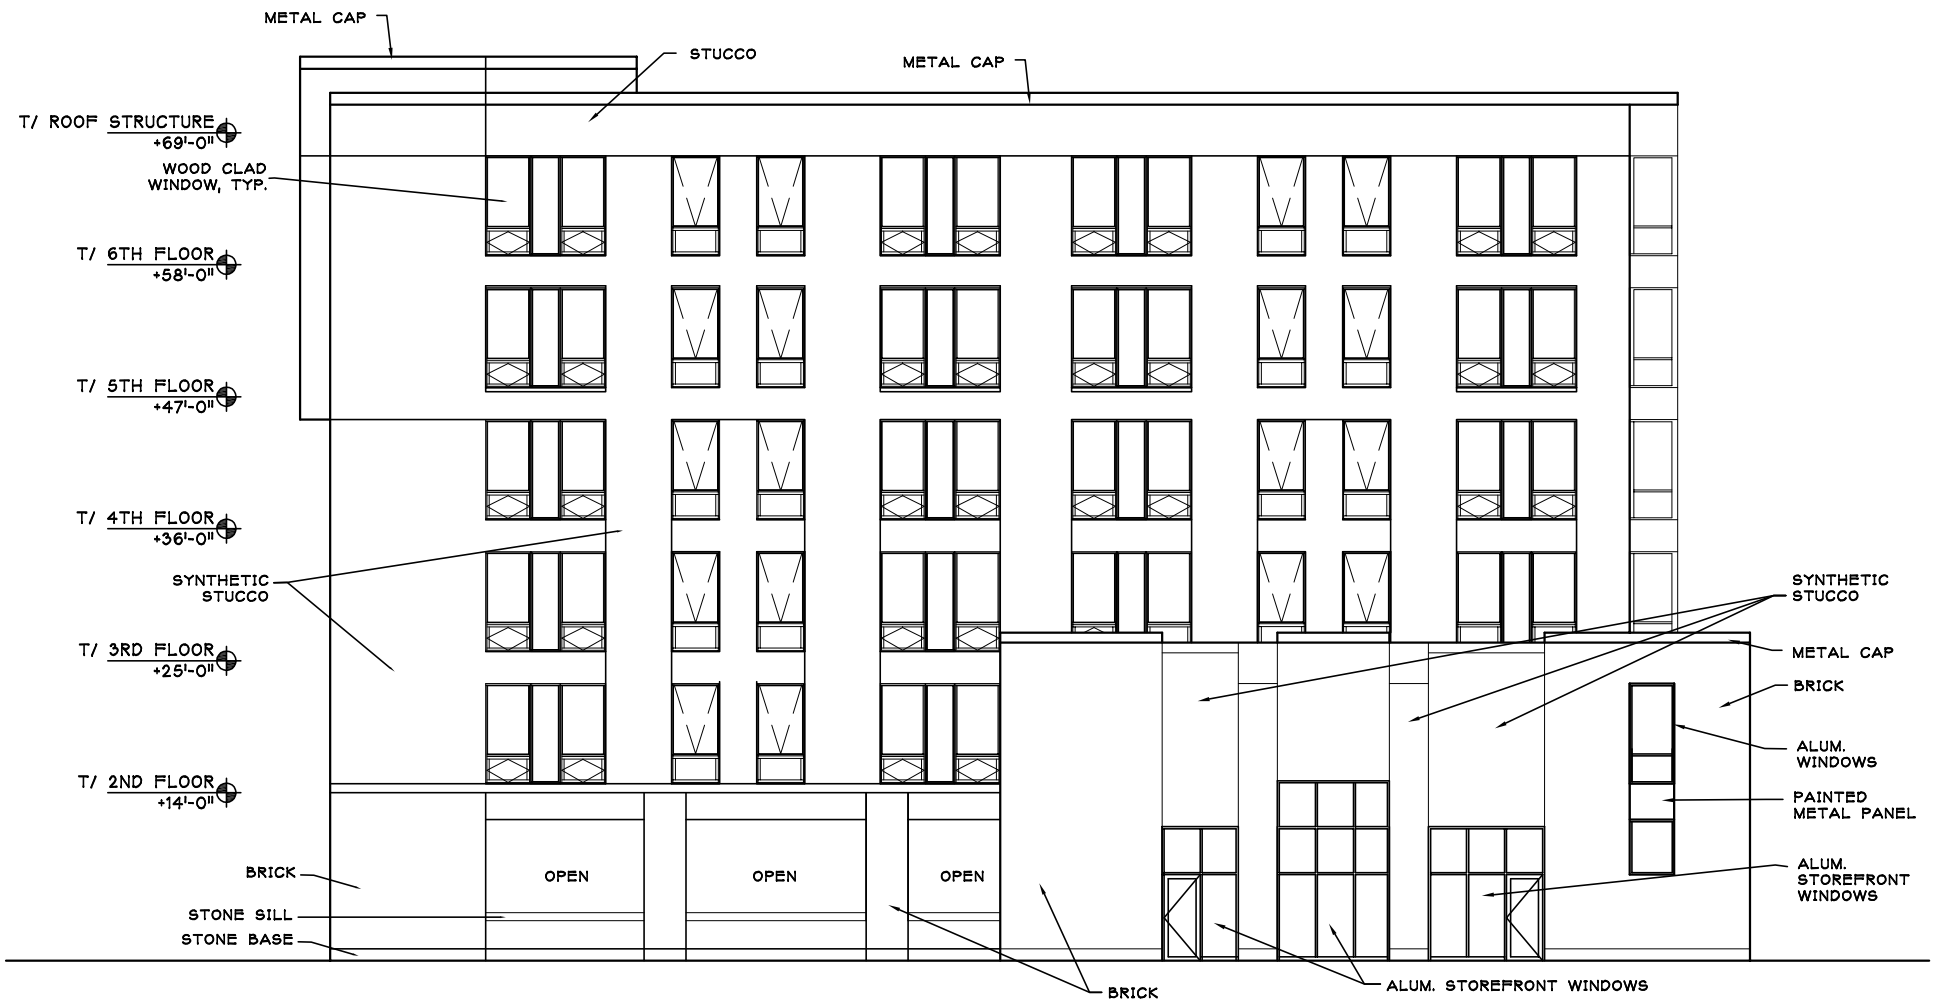 METAL CAP
STUCCO
METAL CAP
T/ ROOF STRUCTURE
+69'-0"
WOOD CLAD
WINDOW, TYP.
T/ 6TH FLOOR
+58'-0"
T/ 5TH FLOOR
+47'-0"
T/ 4TH FLOOR
+36'-0"
SYNTHETIC
STUCCO
SYNTHETIC
STUCCO
T/ 3RD FLOOR
+25'-0"
METAL CAP
BRICK
ALUM.
WINDOWS
T/ 2ND FLOOR
+14'-0"
PAINTED
METAL PANEL
BRICK
OPEN
OPEN
OPEN
ALUM.
STOREFRONT
WINDOWS
STONE SILL
STONE BASE
BRICK
ALUM. STOREFRONT WINDOWS